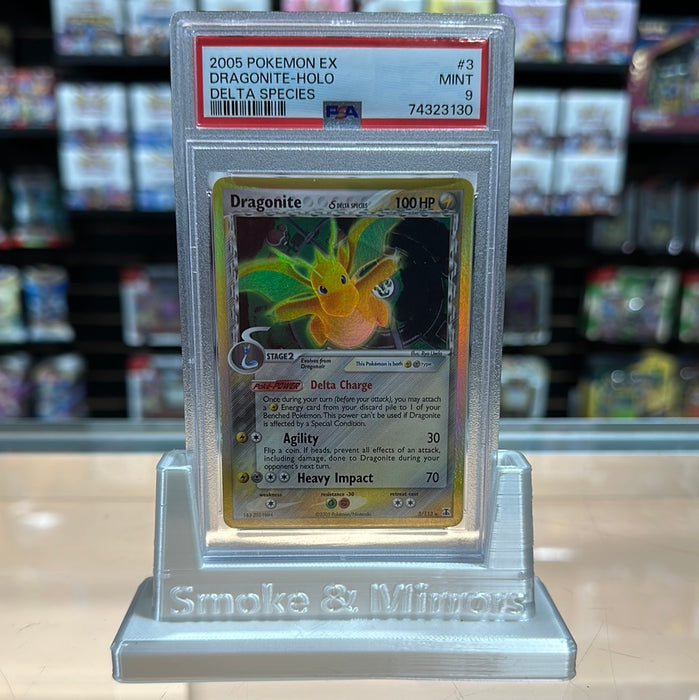 2005 POKEMON EX #3
DRAGONITE-HOLO MINT
DELTA SPECIES 9
PSA 74323130
Dragonite δ DELTA SPECIES 100 HP
STAGE 2 Evolves from Dragonair
This Pokémon is both type.
Poké-POWER Delta Charge
Once during your turn (before your attack), you may attach
a Energy card from your discard pile to 1 of your
Benched Pokémon. This power can't be used if Dragonite
is affected by a Special Condition.
Agility 30
Flip a coin. If heads, prevent all effects of an attack,
including damage, done to Dragonite during your
opponent's next turn.
Heavy Impact 70
weakness resistance -30 retreat cost
©2005 Pokémon/Nintendo 3/113
Smoke & Mirrors